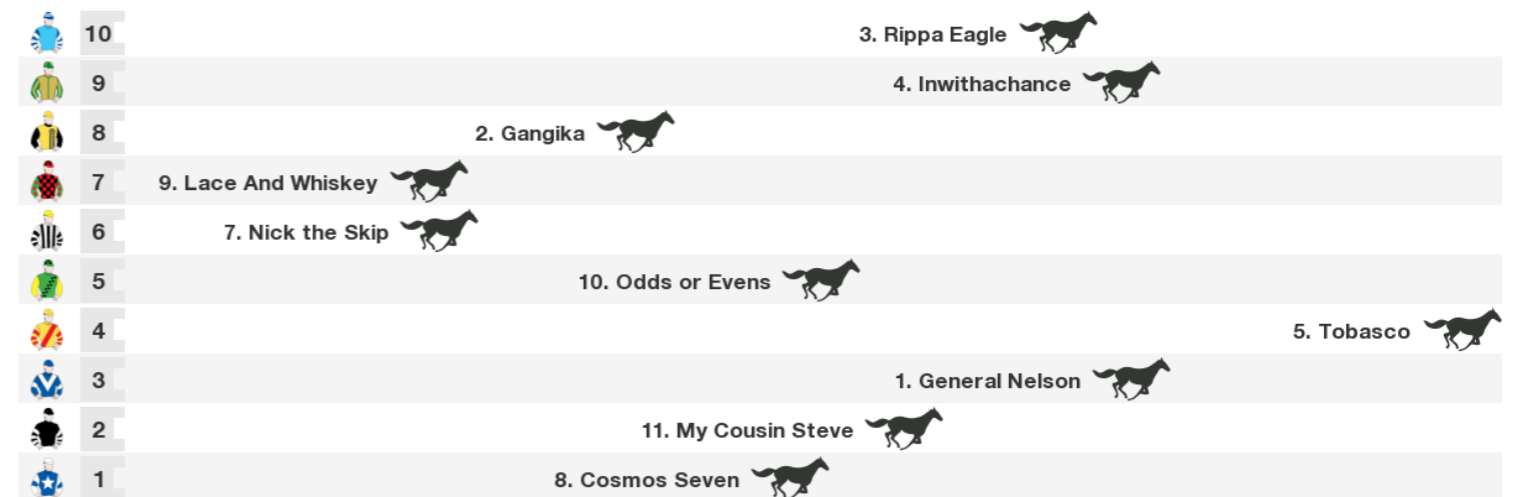 10 3. Rippa Eagle
9 4. Inwithachance
8 2. Gangika
7 9. Lace And Whiskey
6 7. Nick the Skip
5 10. Odds or Evens
4 5. Tobasco
3 1. General Nelson
2 11. My Cousin Steve
1 8. Cosmos Seven